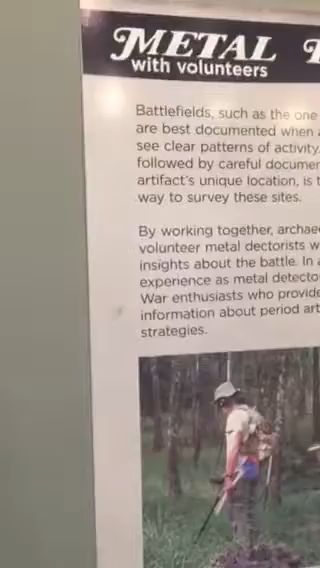 METAL
with volunteers
Battlefields, such as the one
are best documented when a
see clear patterns of activity.
followed by careful documen
artifact's unique location, is t
way to survey these sites.
By working together, archae
volunteer metal dectorists w
insights about the battle. In a
experience as metal detecto
War enthusiasts who provide
information about period art
strategies.